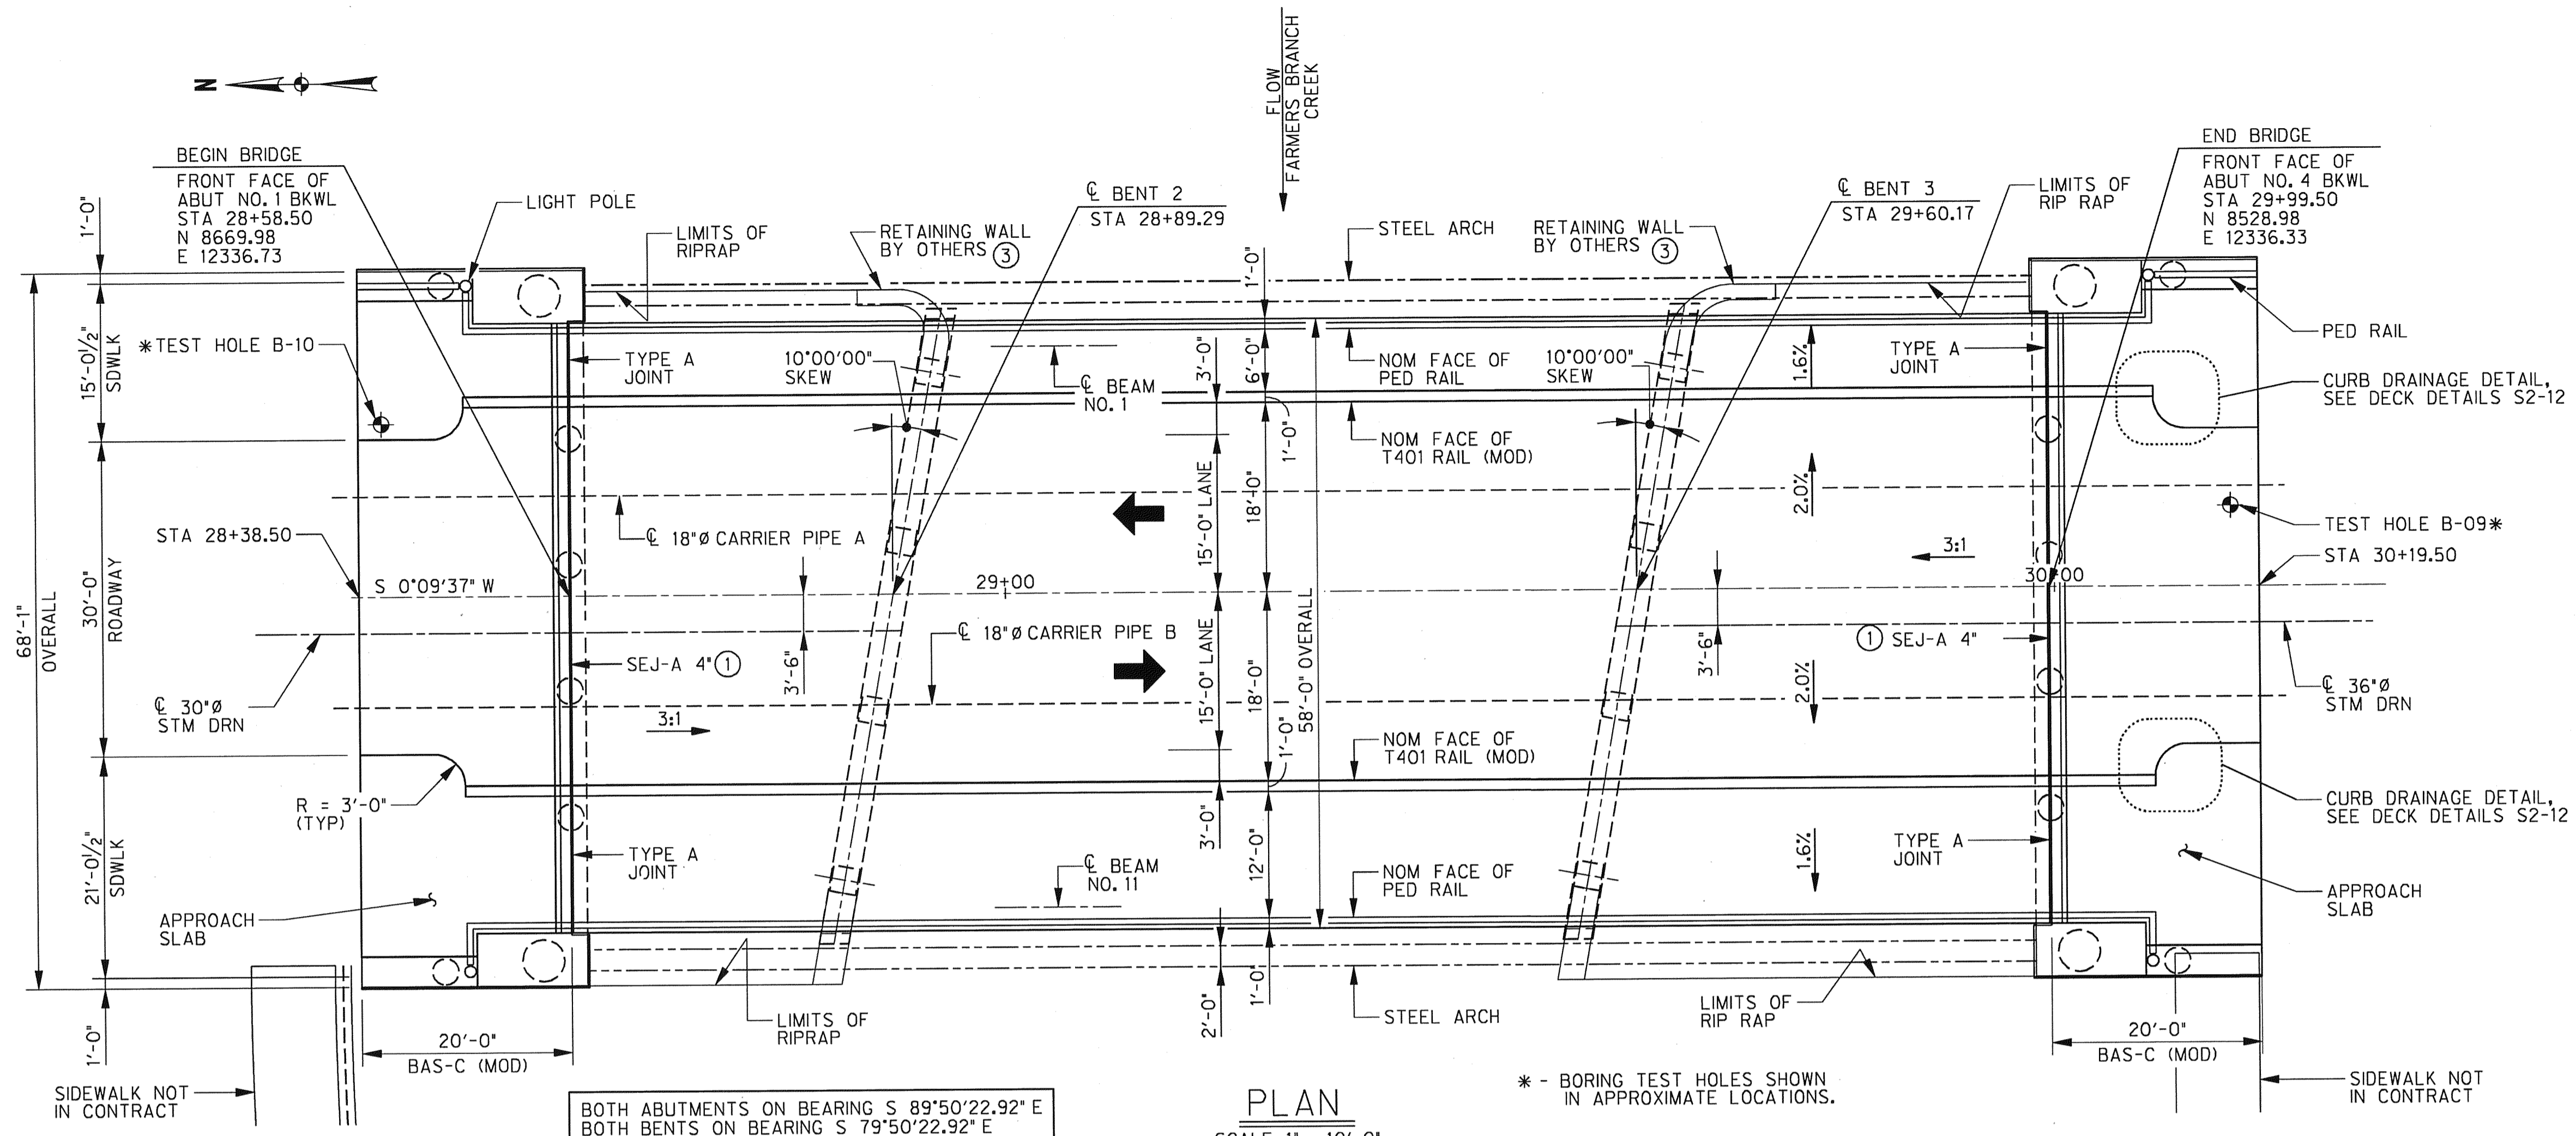 N
FLOW
FARMERS BRANCH
CREEK
BEGIN BRIDGE
FRONT FACE OF
ABUT NO. 1 BKWL
STA 28+58.50
N 8669.98
E 12336.73
LIGHT POLE
LIMITS OF
RIPRAP
RETAINING WALL
BY OTHERS ③
℄ BENT 2
STA 28+89.29
STEEL ARCH
RETAINING WALL
BY OTHERS ③
℄ BENT 3
STA 29+60.17
LIMITS OF
RIP RAP
END BRIDGE
FRONT FACE OF
ABUT NO. 4 BKWL
STA 29+99.50
N 8528.98
E 12336.33
1'-0"
15'-0½"
SDWLK
68'-1"
OVERALL
30'-0"
ROADWAY
21'-0½"
SDWLK
1'-0"
*TEST HOLE B-10
TYPE A
JOINT
10°00'00"
SKEW
℄ BEAM
NO. 1
1'-0"
3'-0"
6'-0"
1'-0"
NOM FACE OF
PED RAIL
10°00'00"
SKEW
1.6%
TYPE A
JOINT
PED RAIL
CURB DRAINAGE DETAIL,
SEE DECK DETAILS S2-12
NOM FACE OF
T401 RAIL (MOD)
2.0%
STA 28+38.50
℄ 18"Ø CARRIER PIPE A
15'-0" LANE
18'-0"
3:1
TEST HOLE B-09*
STA 30+19.50
S 0°09'37" W
29+00
30+00
℄ 30"Ø
STM DRN
SEJ-A 4" ①
3'-6"
℄ 18"Ø CARRIER PIPE B
15'-0" LANE
18'-0"
58'-0" OVERALL
① SEJ-A 4"
3'-6"
2.0%
℄ 36"Ø
STM DRN
3:1
NOM FACE OF
T401 RAIL (MOD)
1'-0"
R = 3'-0"
(TYP)
3'-0"
12'-0"
CURB DRAINAGE DETAIL,
SEE DECK DETAILS S2-12
TYPE A
JOINT
℄ BEAM
NO. 11
NOM FACE OF
PED RAIL
1.6%
TYPE A
JOINT
APPROACH
SLAB
APPROACH
SLAB
LIMITS OF
RIPRAP
2'-0"
1'-0"
STEEL ARCH
LIMITS OF
RIP RAP
20'-0"
BAS-C (MOD)
20'-0"
BAS-C (MOD)
SIDEWALK NOT
IN CONTRACT
SIDEWALK NOT
IN CONTRACT
BOTH ABUTMENTS ON BEARING S 89°50'22.92" E
BOTH BENTS ON BEARING S 79°50'22.92" E
PLAN
* - BORING TEST HOLES SHOWN
IN APPROXIMATE LOCATIONS.